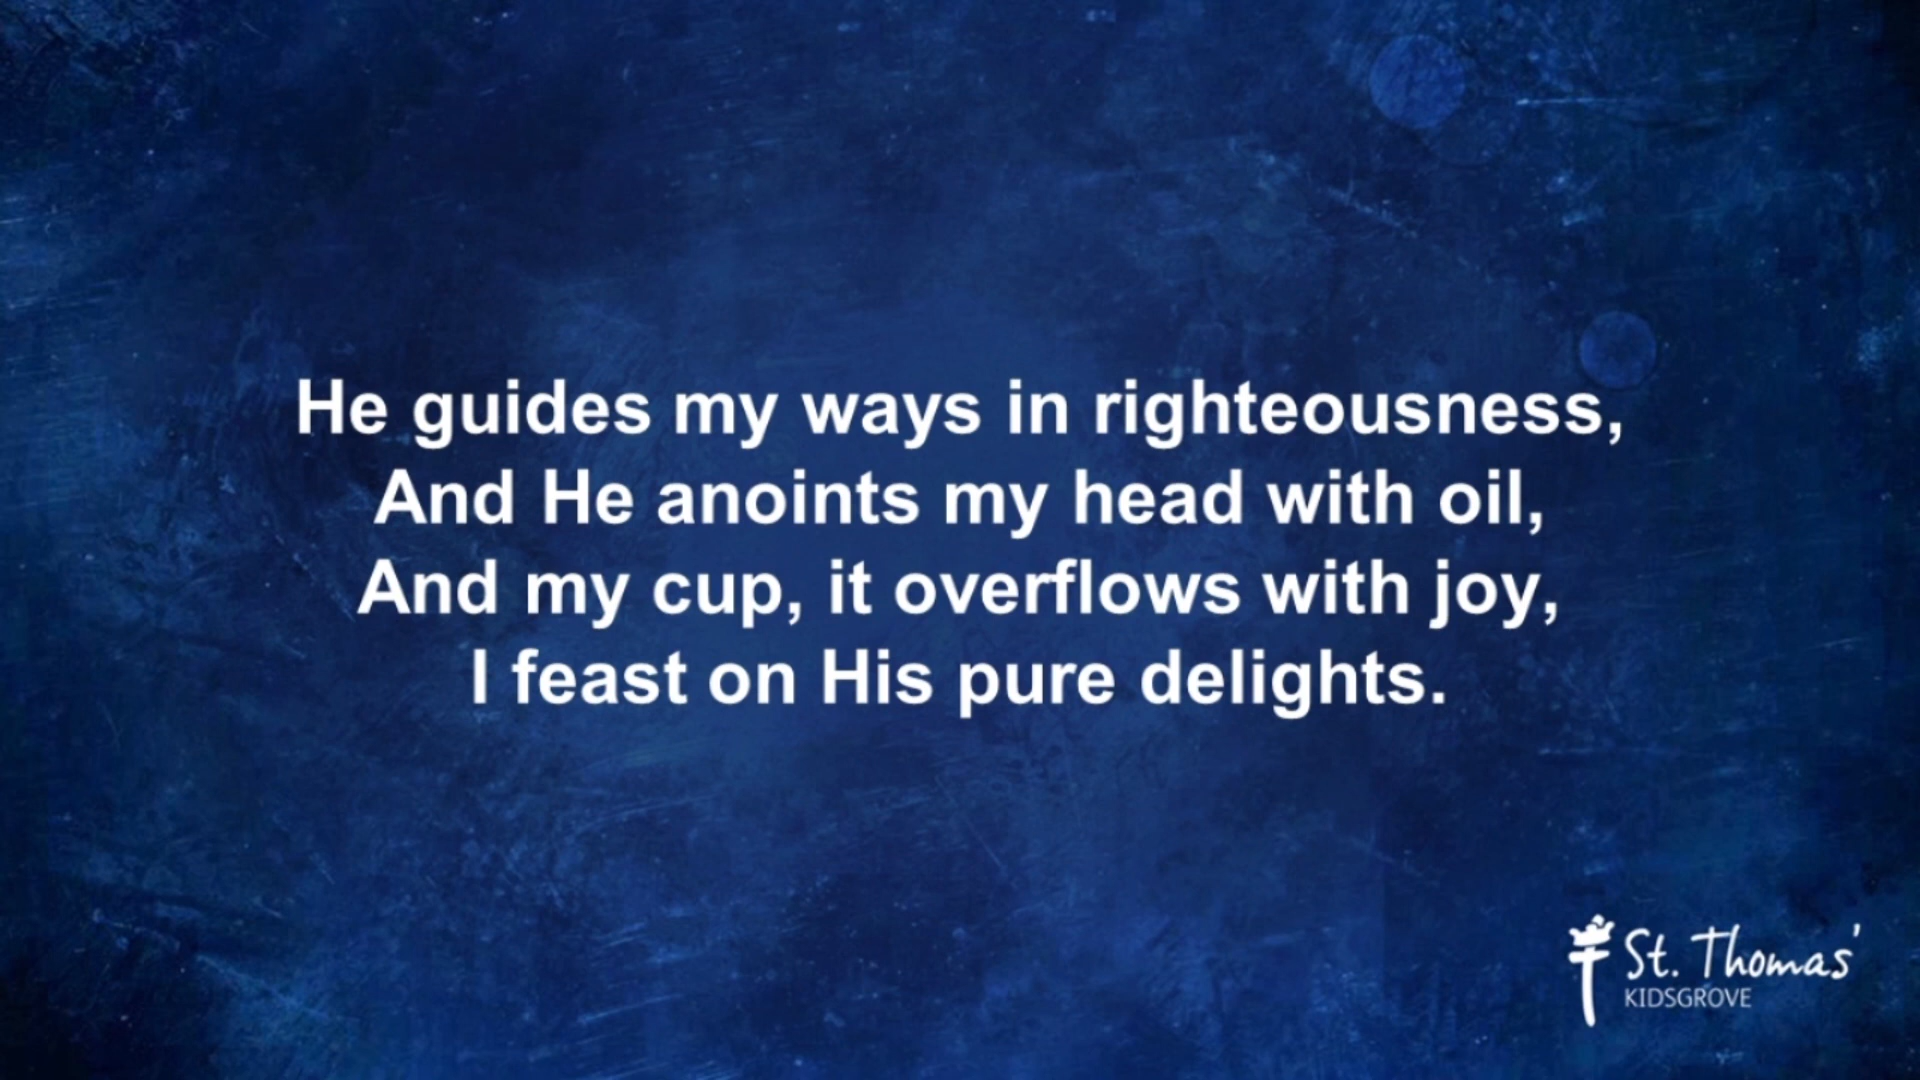 He guides my ways in righteousness,
And He anoints my head with oil,
And my cup, it overflows with joy,
I feast on His pure delights.
St. Thomas'
KIDSGROVE